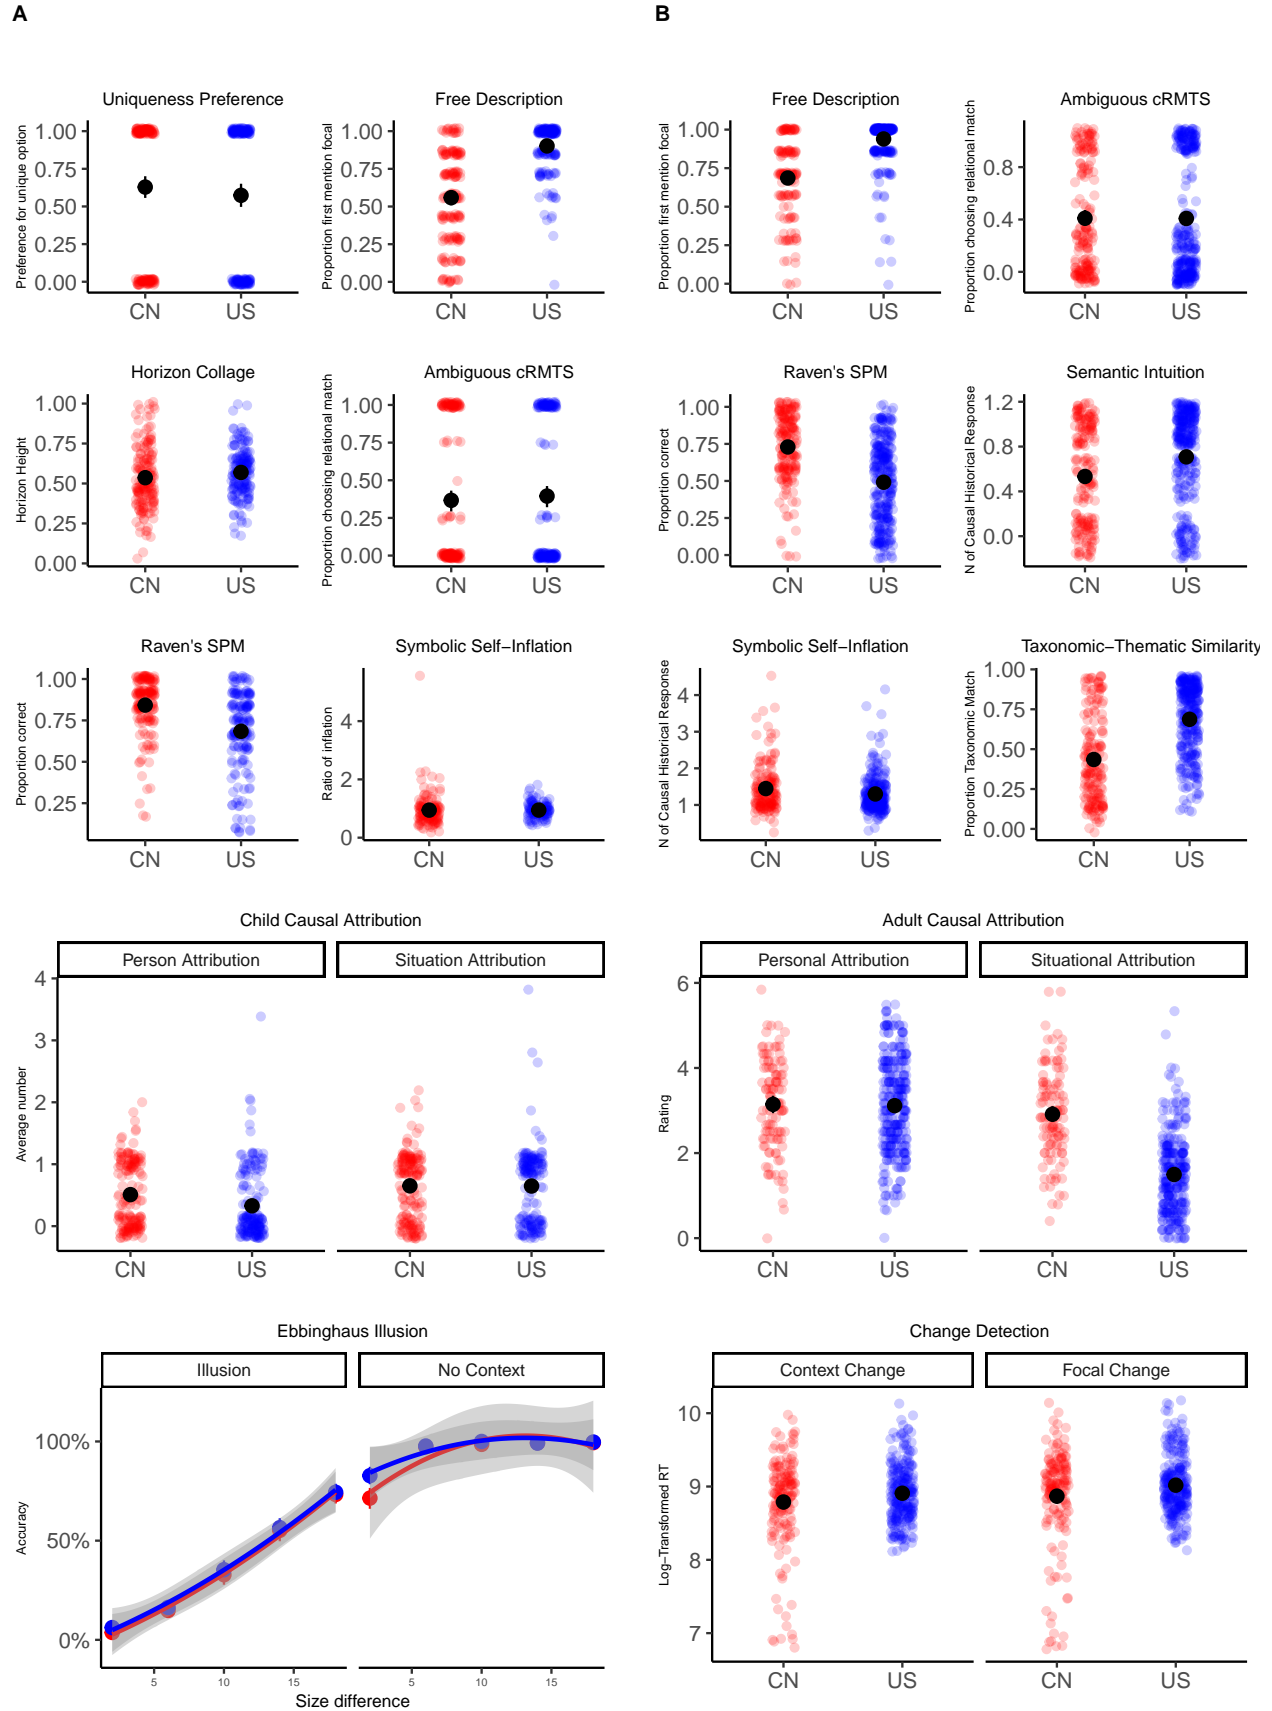 A
B
Uniqueness Preference
Preference for unique option
1.00
0.75
0.50
0.25
0.00
CN
US
Free Description
Proportion first mention focal
1.00
0.75
0.50
0.25
0.00
CN
US
Free Description
Proportion first mention focal
1.00
0.75
0.50
0.25
0.00
CN
US
Ambiguous cRMTS
Proportion choosing relational match
0.8
0.4
0.0
CN
US
Horizon Collage
Horizon Height
1.00
0.75
0.50
0.25
0.00
CN
US
Ambiguous cRMTS
Proportion choosing relational match
1.00
0.75
0.50
0.25
0.00
CN
US
Raven's SPM
Proportion correct
1.00
0.75
0.50
0.25
0.00
CN
US
Semantic Intuition
N of Causal Historical Response
1.2
0.8
0.4
0.0
CN
US
Raven's SPM
Proportion correct
1.00
0.75
0.50
0.25
CN
US
Symbolic Self−Inflation
Ratio of inflation
4
2
0
CN
US
Symbolic Self−Inflation
N of Causal Historical Response
4
3
2
1
CN
US
Taxonomic−Thematic Similarity
Proportion Taxonomic Match
1.00
0.75
0.50
0.25
0.00
CN
US
Child Causal Attribution
Person Attribution
Situation Attribution
Average number
4
3
2
1
0
CN
US
CN
US
Adult Causal Attribution
Personal Attribution
Situational Attribution
Rating
6
4
2
0
CN
US
CN
US
Ebbinghaus Illusion
Illusion
No Context
Accuracy
100%
50%
0%
5
10
15
5
10
15
Size difference
Change Detection
Context Change
Focal Change
Log−Transformed RT
10
9
8
7
CN
US
CN
US